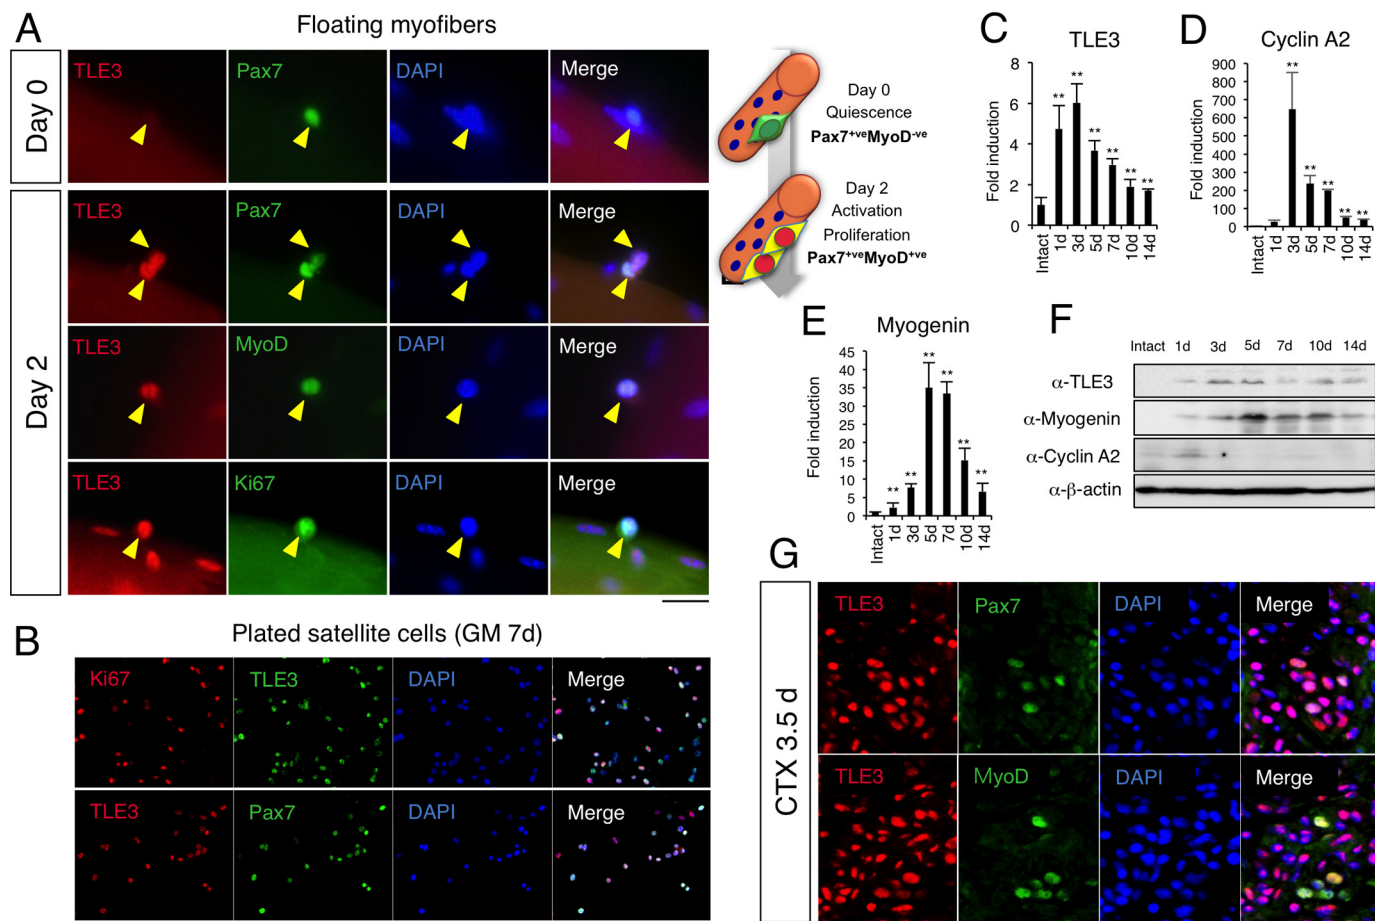 A
Floating myofibers
Day 0
TLE3
Pax7
DAPI
Merge
Day 2
TLE3
Pax7
DAPI
Merge
TLE3
MyoD
DAPI
Merge
TLE3
Ki67
DAPI
Merge
Day 0
Quiescence
Pax7+veMyoD-ve
Day 2
Activation
Proliferation
Pax7+veMyoD+ve
B
Plated satellite cells (GM 7d)
Ki67
TLE3
DAPI
Merge
TLE3
Pax7
DAPI
Merge
C
TLE3
Fold induction
8
6
4
2
0
**
**
**
**
**
**
Intact
1d
3d
5d
7d
10d
14d
D
Cyclin A2
Fold induction
900
800
700
600
500
400
300
200
100
0
**
**
**
**
**
Intact
1d
3d
5d
7d
10d
14d
E
Myogenin
Fold induction
45
40
35
30
25
20
15
10
5
0
**
**
**
**
**
**
Intact
1d
3d
5d
7d
10d
14d
F
Intact 1d 3d 5d 7d 10d 14d
α-TLE3
α-Myogenin
α-Cyclin A2
α-β-actin
G
CTX 3.5 d
TLE3
Pax7
DAPI
Merge
TLE3
MyoD
DAPI
Merge